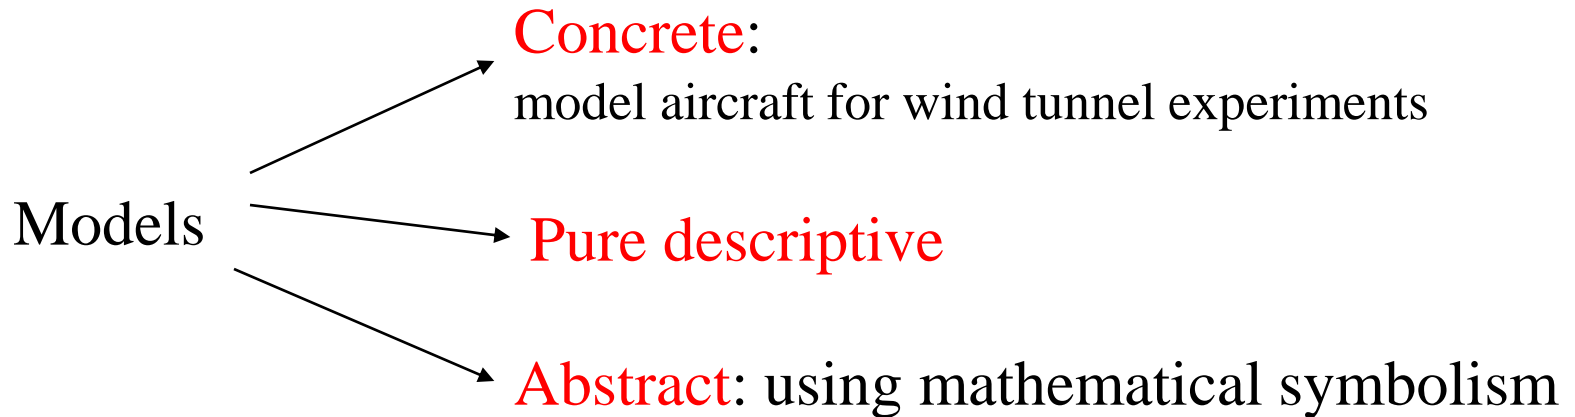 Concrete:
model aircraft for wind tunnel experiments
Models
Pure descriptive
Abstract: using mathematical symbolism